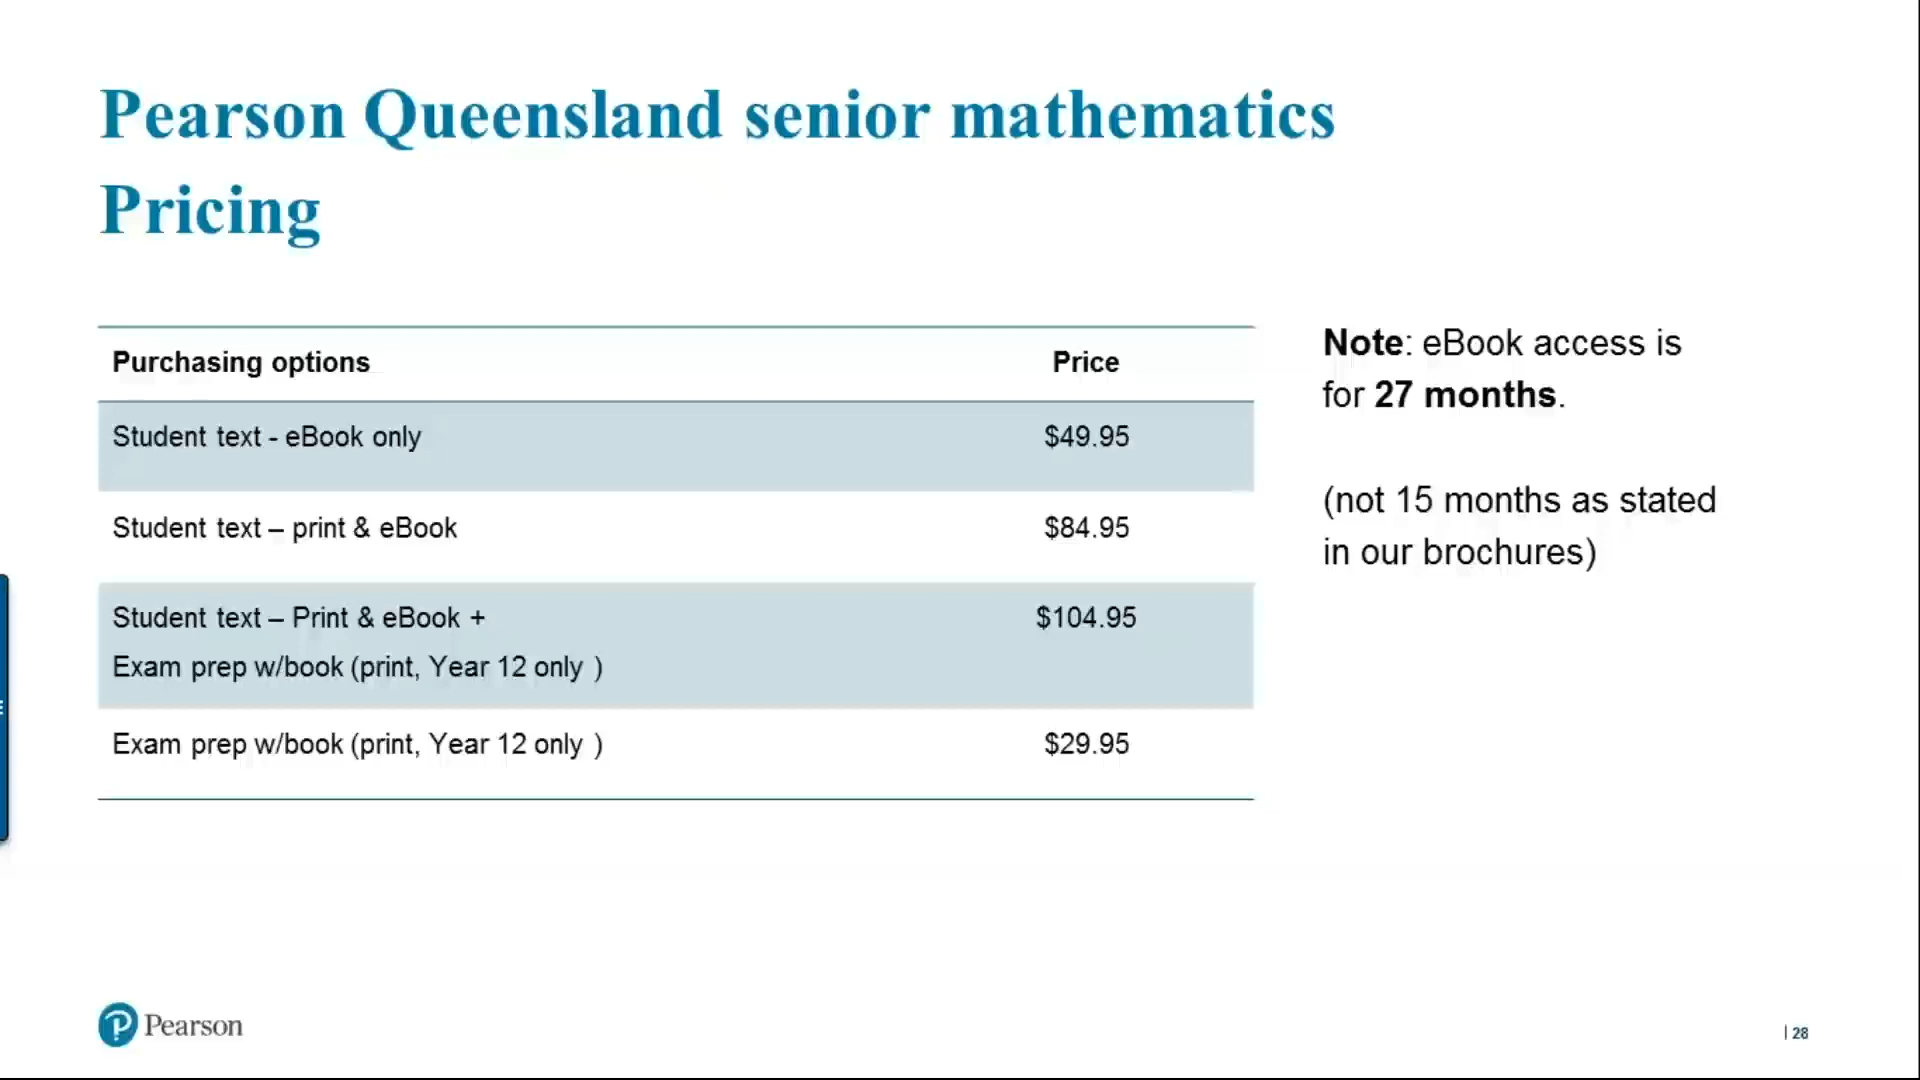 Pearson Queensland senior mathematics
Pricing
Purchasing options Price
Student text - eBook only $49.95
Student text – print & eBook $84.95
Student text – Print & eBook + $104.95
Exam prep w/book (print, Year 12 only )
Exam prep w/book (print, Year 12 only ) $29.95
Note: eBook access is
for 27 months.
(not 15 months as stated
in our brochures)
Pearson
| 28